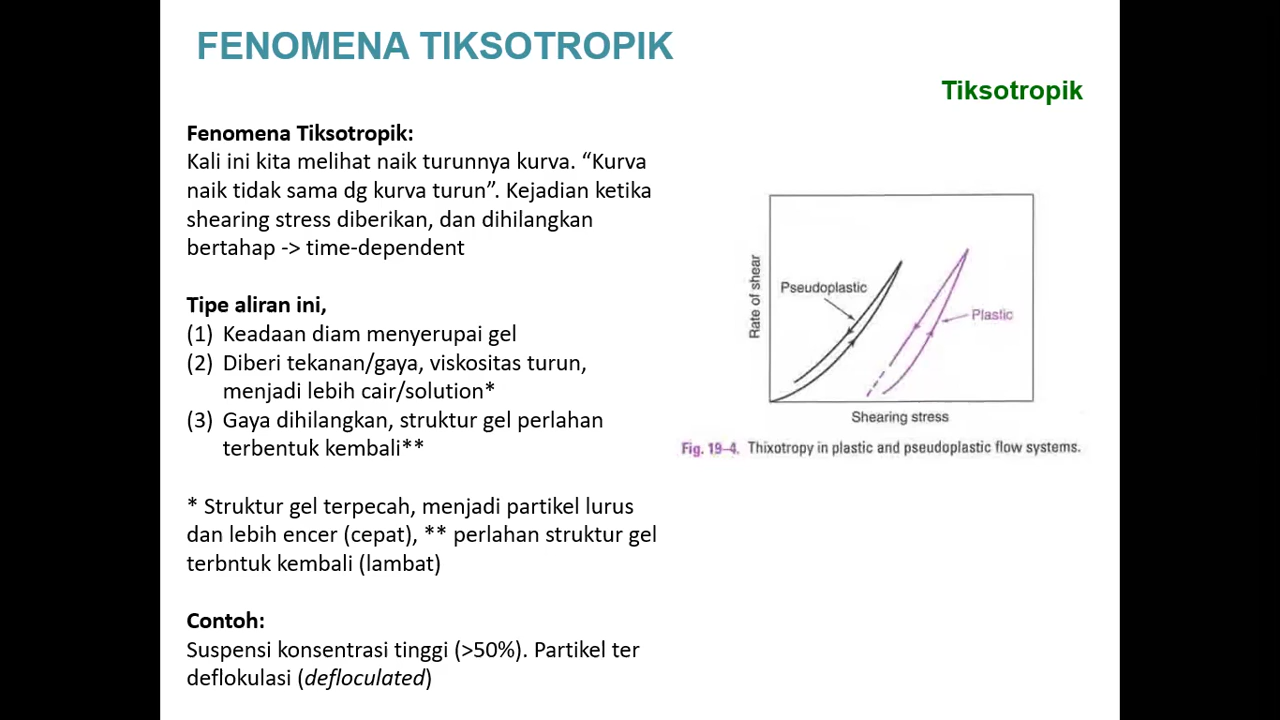 FENOMENA TIKSOTROPIK
Tiksotropik
Fenomena Tiksotropik:
Kali ini kita melihat naik turunnya kurva. “Kurva
naik tidak sama dg kurva turun”. Kejadian ketika
shearing stress diberikan, dan dihilangkan
bertahap -> time-dependent
Tipe aliran ini,
(1) Keadaan diam menyerupai gel
(2) Diberi tekanan/gaya, viskositas turun,
menjadi lebih cair/solution*
(3) Gaya dihilangkan, struktur gel perlahan
terbentuk kembali**
* Struktur gel terpecah, menjadi partikel lurus
dan lebih encer (cepat), ** perlahan struktur gel
terbntuk kembali (lambat)
Contoh:
Suspensi konsentrasi tinggi (>50%). Partikel ter
deflokulasi (defloculated)
Rate of shear
Pseudoplastic
Plastic
Shearing stress
Fig. 19–4. Thixotropy in plastic and pseudoplastic flow systems.